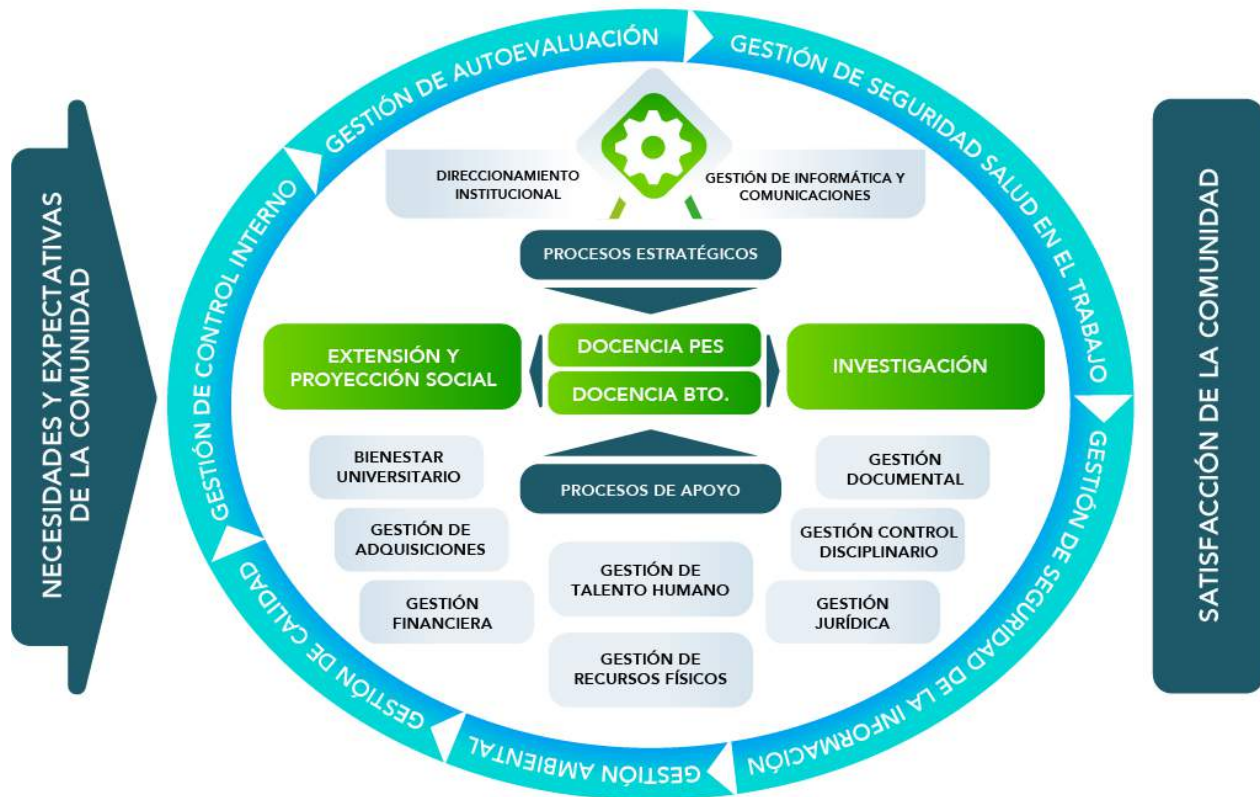 NECESIDADES Y EXPECTATIVAS
DE LA COMUNIDAD
GESTIÓN DE AUTOEVALUACIÓN
GESTIÓN DE SEGURIDAD SALUD EN EL TRABAJO
GESTIÓN DE SEGURIDAD DE LA INFORMACIÓN
GESTIÓN AMBIENTAL
GESTIÓN DE CALIDAD
GESTIÓN DE CONTROL INTERNO
DIRECCIONAMIENTO
INSTITUCIONAL
GESTIÓN DE INFORMÁTICA Y
COMUNICACIONES
PROCESOS ESTRATÉGICOS
EXTENSIÓN Y
PROYECCIÓN SOCIAL
DOCENCIA PES
DOCENCIA BTO.
INVESTIGACIÓN
PROCESOS DE APOYO
BIENESTAR
UNIVERSITARIO
GESTIÓN DE
ADQUISICIONES
GESTIÓN
FINANCIERA
GESTIÓN DE
TALENTO HUMANO
GESTIÓN DE
RECURSOS FÍSICOS
GESTIÓN
DOCUMENTAL
GESTIÓN CONTROL
DISCIPLINARIO
GESTIÓN
JURÍDICA
SATISFACCIÓN DE LA COMUNIDAD